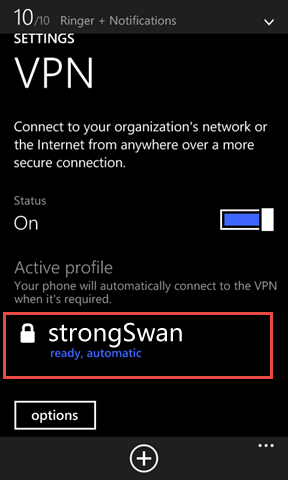 10/10 Ringer + Notifications
SETTINGS
VPN
Connect to your organization's network or
the Internet from anywhere over a more
secure connection.
Status
On
Active profile
Your phone will automatically connect to the VPN
when it's required.
strongSwan
ready, automatic
options